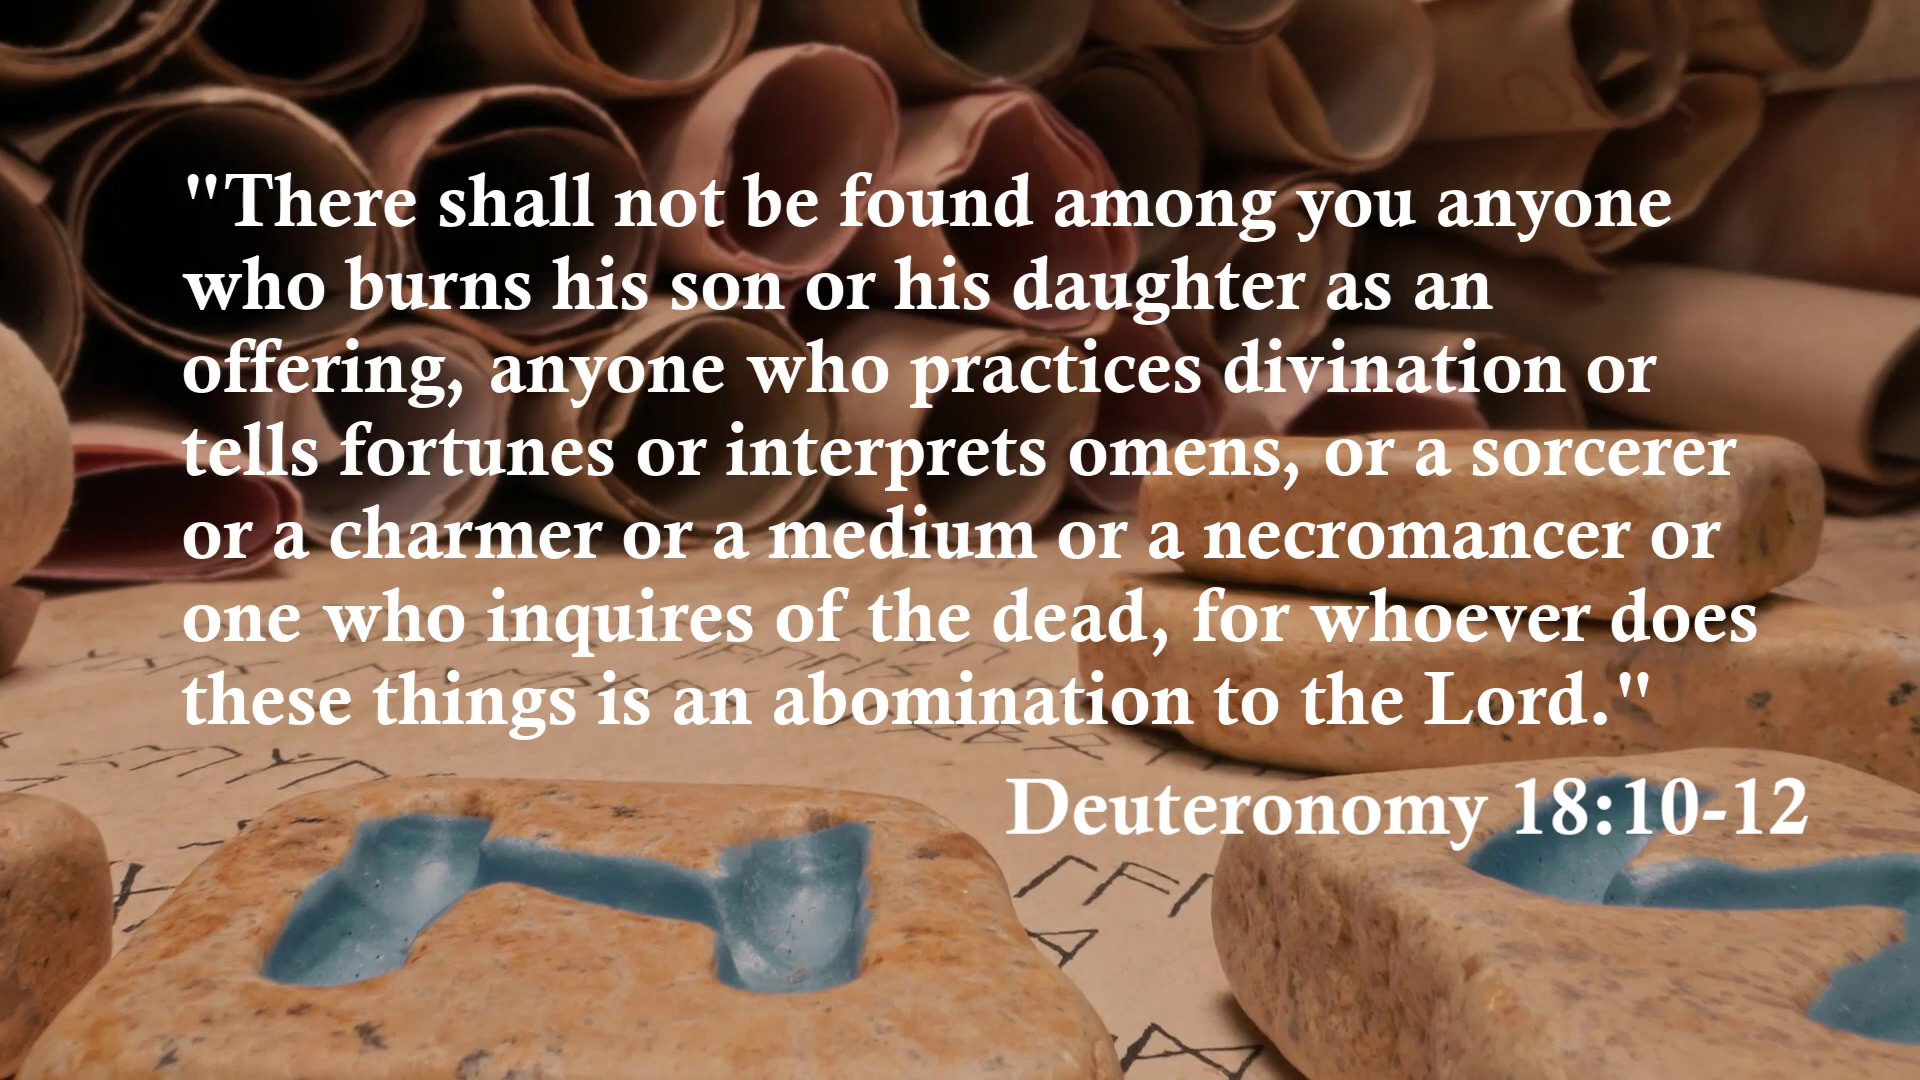 "There shall not be found among you anyone
who burns his son or his daughter as an
offering, anyone who practices divination or
tells fortunes or interprets omens, or a sorcerer
or a charmer or a medium or a necromancer or
one who inquires of the dead, for whoever does
these things is an abomination to the Lord."
Deuteronomy 18:10-12